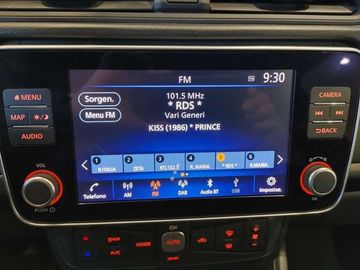 FM 9:30
101.5 MHz
Sorgen.
* RDS *
Vari Generi
Menu FM
KISS (1986) * PRINCE
MENU
MAP
AUDIO
CAMERA
BACK
1 2 3 4 5 6
R.ITALIA ZETA RTL102.5 R. MARIA * RDS * R.MARIA.
Telefono AM FM DAB Audio BT USB Impostaz.
VOL
PUSH
OK
MODE AUTO
A/C